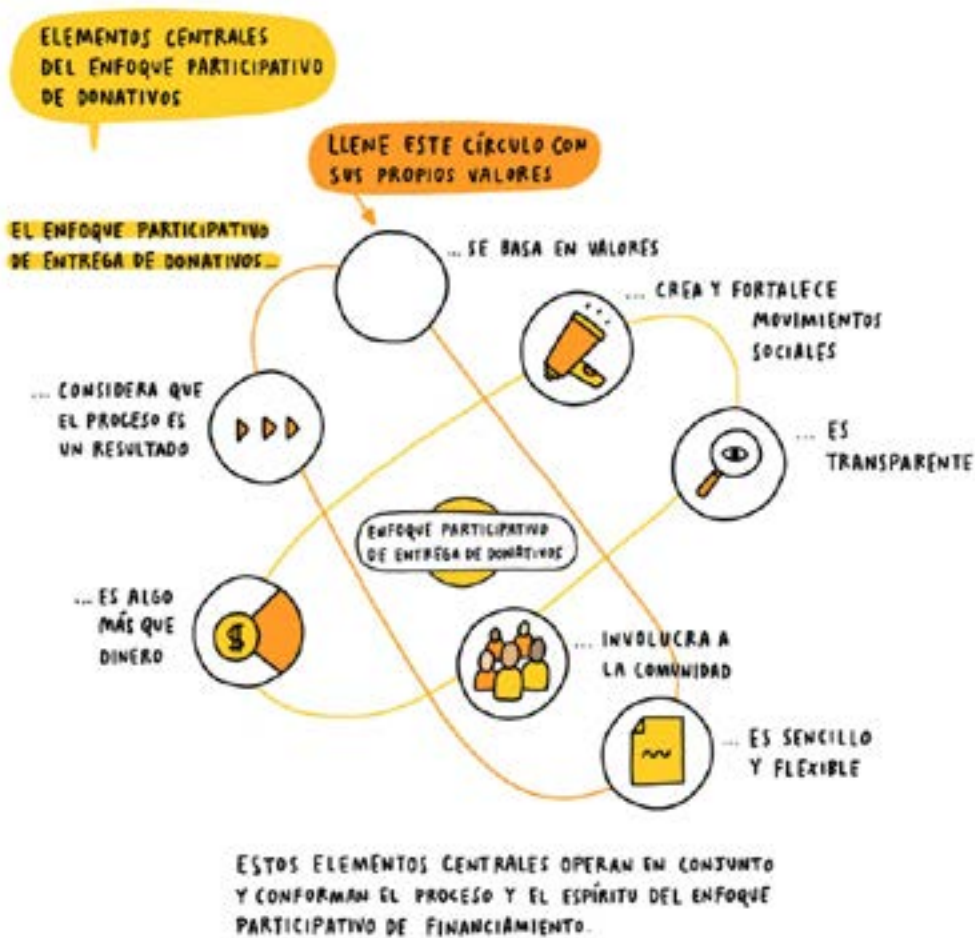 ELEMENTOS CENTRALES
DEL ENFOQUE PARTICIPATIVO
DE DONATIVOS
LLENE ESTE CÍRCULO CON
SUS PROPIOS VALORES
EL ENFOQUE PARTICIPATIVO
DE ENTREGA DE DONATIVOS...
... SE BASA EN VALORES
... CREA Y FORTALECE
MOVIMIENTOS
SOCIALES
... CONSIDERA QUE
EL PROCESO ES
UN RESULTADO
... ES
TRANSPARENTE
ENFOQUE PARTICIPATIVO
DE ENTREGA DE DONATIVOS
... ES ALGO
MÁS QUE
DINERO
$
... INVOLUCRA A
LA COMUNIDAD
... ES SENCILLO
Y FLEXIBLE
ESTOS ELEMENTOS CENTRALES OPERAN EN CONJUNTO
Y CONFORMAN EL PROCESO Y EL ESPÍRITU DEL ENFOQUE
PARTICIPATIVO DE FINANCIAMIENTO.